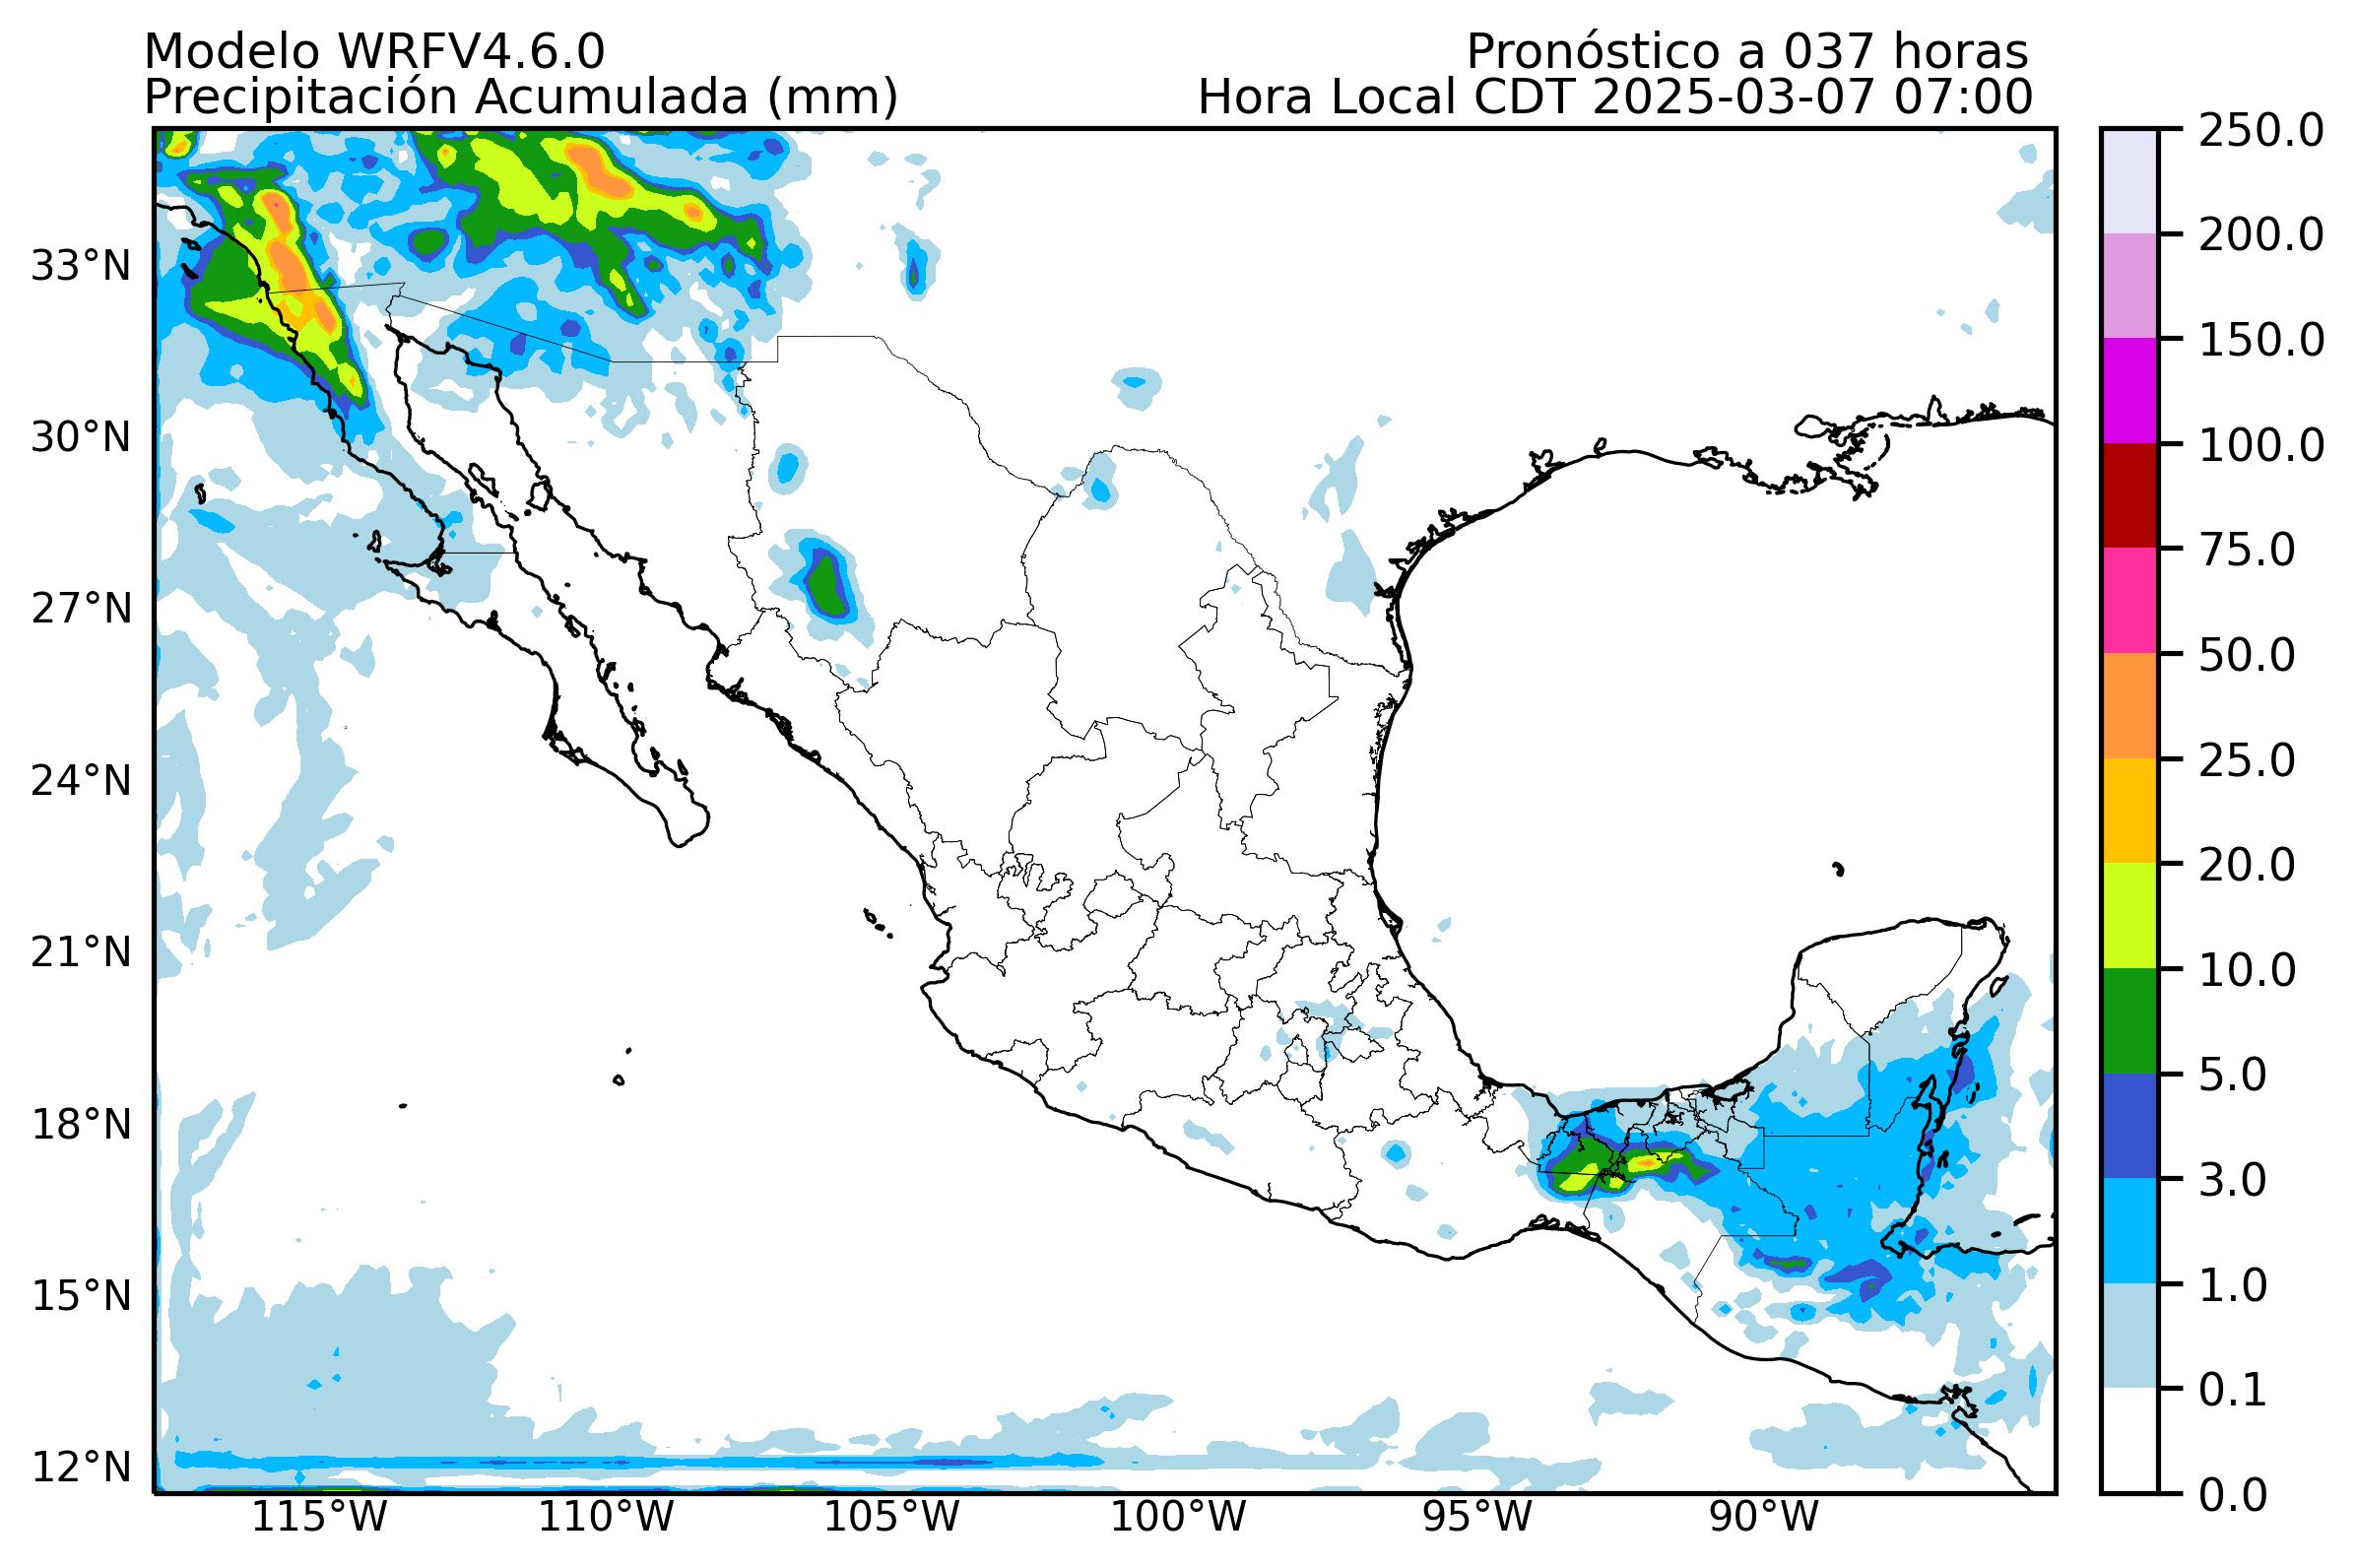 Modelo WRFV4.6.0
Pronóstico a 037 horas
Precipitación Acumulada (mm)
Hora Local CDT 2025-03-07 07:00
33°N
30°N
27°N
24°N
21°N
18°N
15°N
12°N
115°W
110°W
105°W
100°W
95°W
90°W
250.0
200.0
150.0
100.0
75.0
50.0
25.0
20.0
10.0
5.0
3.0
1.0
0.1
0.0